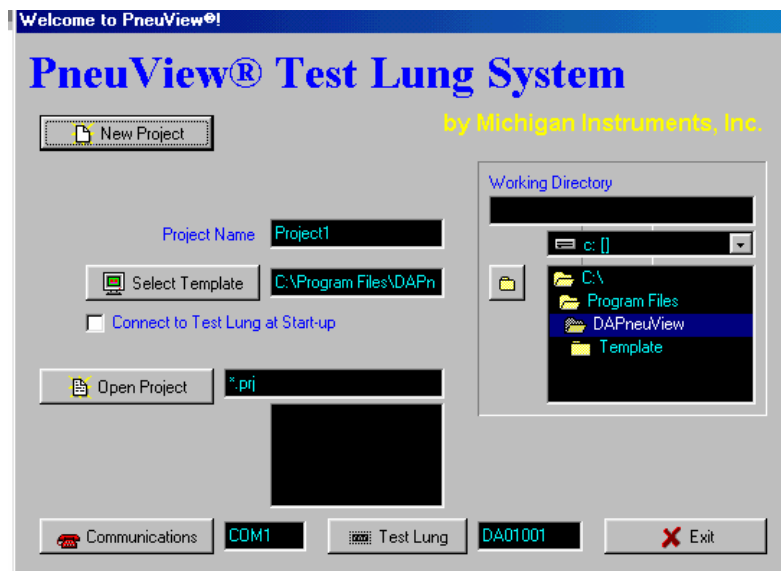 Welcome to PneuView®!
PneuView® Test Lung System
by Michigan Instruments, Inc.
New Project
Working Directory
Project Name
Project1
c: []
Select Template
C:\Program Files\DAPn
C:\
Program Files
DAPneuView
Template
Connect to Test Lung at Start-up
Open Project
*.prj
Communications
COM1
Test Lung
DA01001
Exit